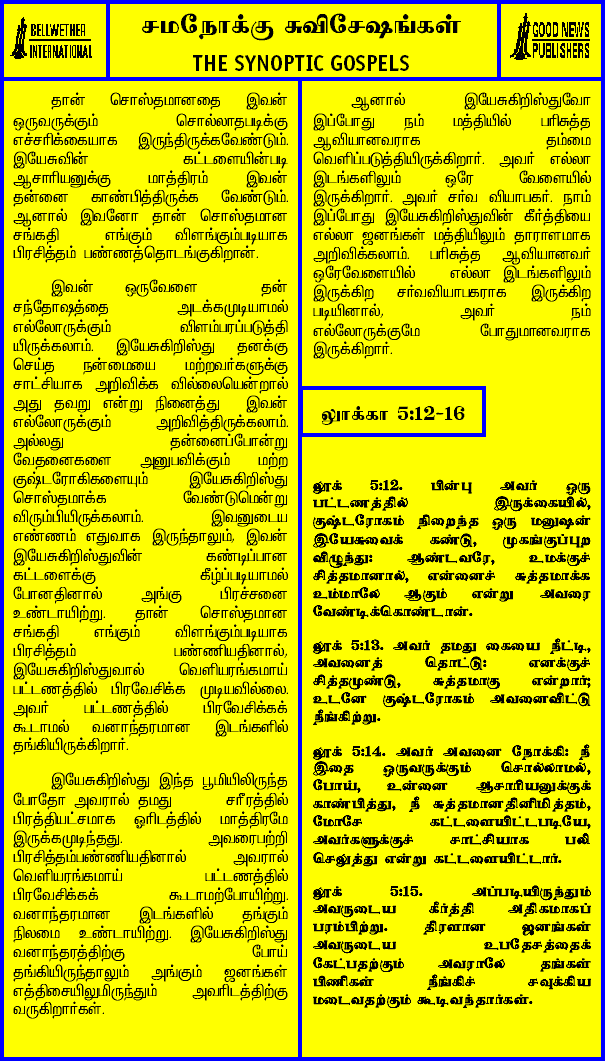 BELLWETHER
INTERNATIONAL
சமநோக்கு சுவிசேஷங்கள்
THE SYNOPTIC GOSPELS
GOOD NEWS
PUBLISHERS
தான் சொஸ்தமானதை இவன்
ஒருவருக்கும் சொல்லாதபடிக்கு
எச்சரிக்கையாக இருந்திருக்கவேண்டும்.
இயேசுவின் கட்டளையின்படி
ஆசாரியனுக்கு மாத்திரம் இவன்
தன்னை காண்பித்திருக்க வேண்டும்.
ஆனால் இவனோ தான் சொஸ்தமான
சங்கதி எங்கும் விளங்கும்படியாக
பிரசித்தம் பண்ணத்தொடங்குகிறான்.
இவன் ஒருவேளை தன்
சந்தோஷத்தை அடக்கமுடியாமல்
எல்லோருக்கும் விளம்பரப்படுத்தி
யிருக்கலாம். இயேசுகிறிஸ்து தனக்கு
செய்த நன்மையை மற்றவர்களுக்கு
சாட்சியாக அறிவிக்க வில்லையென்றால்
அது தவறு என்று நினைத்து இவன்
எல்லோருக்கும் அறிவித்திருக்கலாம்.
அல்லது தன்னைப்போன்று
வேதனைகளை அனுபவிக்கும் மற்ற
குஷ்டரோகிகளையும் இயேசுகிறிஸ்து
சொஸ்தமாக்க வேண்டுமென்று
விரும்பியிருக்கலாம். இவனுடைய
எண்ணம் எதுவாக இருந்தாலும், இவன்
இயேசுகிறிஸ்துவின் கண்டிப்பான
கட்டளைக்கு கீழ்ப்படியாமல்
போனதினால் அங்கு பிரச்சனை
உண்டாயிற்று. தான் சொஸ்தமான
சங்கதி எங்கும் விளங்கும்படியாக
பிரசித்தம் பண்ணியதினால்,
இயேசுகிறிஸ்துவால் வெளியரங்கமாய்
பட்டணத்தில் பிரவேசிக்க முடியவில்லை.
அவர் பட்டணத்தில் பிரவேசிக்கக்
கூடாமல் வனாந்தரமான இடங்களில்
தங்கியிருக்கிறார்.
இயேசுகிறிஸ்து இந்த பூமியிலிருந்த
போதோ அவரால் தமது சரீரத்தில்
பிரத்தியட்சமாக ஓரிடத்தில் மாத்திரமே
இருக்கமுடிந்தது. அவரைபற்றி
பிரசித்தம்பண்ணியதினால் அவரால்
வெளியரங்கமாய் பட்டணத்தில்
பிரவேசிக்கக் கூடாமற்போயிற்று.
வனாந்தரமான இடங்களில் தங்கும்
நிலமை உண்டாயிற்று. இயேசுகிறிஸ்து
வனாந்தரத்திற்கு போய்
தங்கியிருந்தாலும் அங்கும் ஜனங்கள்
எத்திசையிலுமிருந்தும் அவரிடத்திற்கு
வருகிறார்கள்.
ஆனால் இயேசுகிறிஸ்துவோ
இப்போது நம் மத்தியில் பரிசுத்த
ஆவியானவராக தம்மை
வெளிப்படுத்தியிருக்கிறார். அவர் எல்லா
இடங்களிலும் ஒரே வேளையில்
இருக்கிறார். அவர் சர்வ வியாபகர். நாம்
இப்போது இயேசுகிறிஸ்துவின் கீர்த்தியை
எல்லா ஜனங்கள் மத்தியிலும் தாராளமாக
அறிவிக்கலாம். பரிசுத்த ஆவியானவர்
ஒரேவேளையில் எல்லா இடங்களிலும்
இருக்கிற சர்வவியாபகராக இருக்கிற
படியினால், அவர் நம்
எல்லோருக்குமே போதுமானவராக
இருக்கிறார்.
லூக்கா 5:12-16
லூக் 5:12. பின்பு அவர் ஒரு
பட்டணத்தில் இருக்கையில்,
குஷ்டரோகம் நிறைந்த ஒரு மனுஷன்
இயேசுவைக் கண்டு, முகங்குப்புற
விழுந்து: ஆண்டவரே, உமக்குச்
சித்தமானால், என்னைச் சுத்தமாக்க
உம்மாலே ஆகும் என்று அவரை
வேண்டிக்கொண்டான்.
லூக் 5:13. அவர் தமது கையை நீட்டி,
அவனைத் தொட்டு: எனக்குச்
சித்தமுண்டு, சுத்தமாகு என்றார்;
உடனே குஷ்டரோகம் அவனைவிட்டு
நீங்கிற்று.
லூக் 5:14. அவர் அவனை நோக்கி: நீ
இதை ஒருவருக்கும் சொல்லாமல்,
போய், உன்னை ஆசாரியனுக்குக்
காண்பித்து, நீ சுத்தமானதினிமித்தம்,
மோசே கட்டளையிட்டபடியே,
அவர்களுக்குச் சாட்சியாக பலி
செலுத்து என்று கட்டளையிட்டார்.
லூக் 5:15. அப்படியிருந்தும்
அவருடைய கீர்த்தி அதிகமாகப்
பரம்பிற்று. திரளான ஜனங்கள்
அவருடைய உபதேசத்தைக்
கேட்பதற்கும் அவராலே தங்கள்
பிணிகள் நீங்கிச் சவுக்கிய
மடைவதற்கும் கூடிவந்தார்கள்.